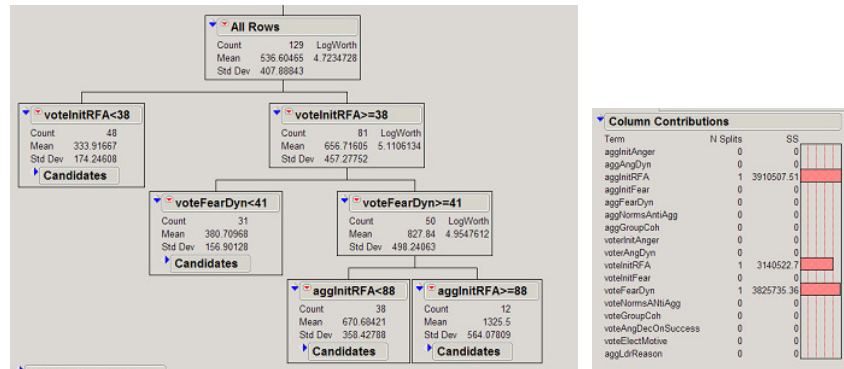 All Rows
Count 129 LogWorth
Mean 536.60465 4.7234728
Std Dev 407.88843
voteInitRFA<38
Count 48
Mean 333.91667
Std Dev 174.24608
Candidates
voteInitRFA>=38
Count 81 LogWorth
Mean 656.71605 5.1106134
Std Dev 457.27752
voteFearDyn<41
Count 31
Mean 380.70968
Std Dev 156.90128
Candidates
voteFearDyn>=41
Count 50 LogWorth
Mean 827.84 4.9547612
Std Dev 498.24063
aggInitRFA<88
Count 38
Mean 670.68421
Std Dev 358.42788
Candidates
aggInitRFA>=88
Count 12
Mean 1325.5
Std Dev 564.07809
Candidates
Column Contributions
Term N Splits SS
aggInitAnger 0 0
aggAngDyn 0 0
aggInitRFA 1 3910507.51
aggInitFear 0 0
aggFearDyn 0 0
aggNormsAntiAgg 0 0
aggGroupCoh 0 0
voterInitAnger 0 0
voterAngDyn 0 0
voteInitRFA 1 3140522.7
voteInitFear 0 0
voteFearDyn 1 3825735.36
voteNormsANtiAgg 0 0
voteGroupCoh 0 0
voteAngDecOnSuccess 0 0
voteElectMotive 0 0
aggLdrReason 0 0